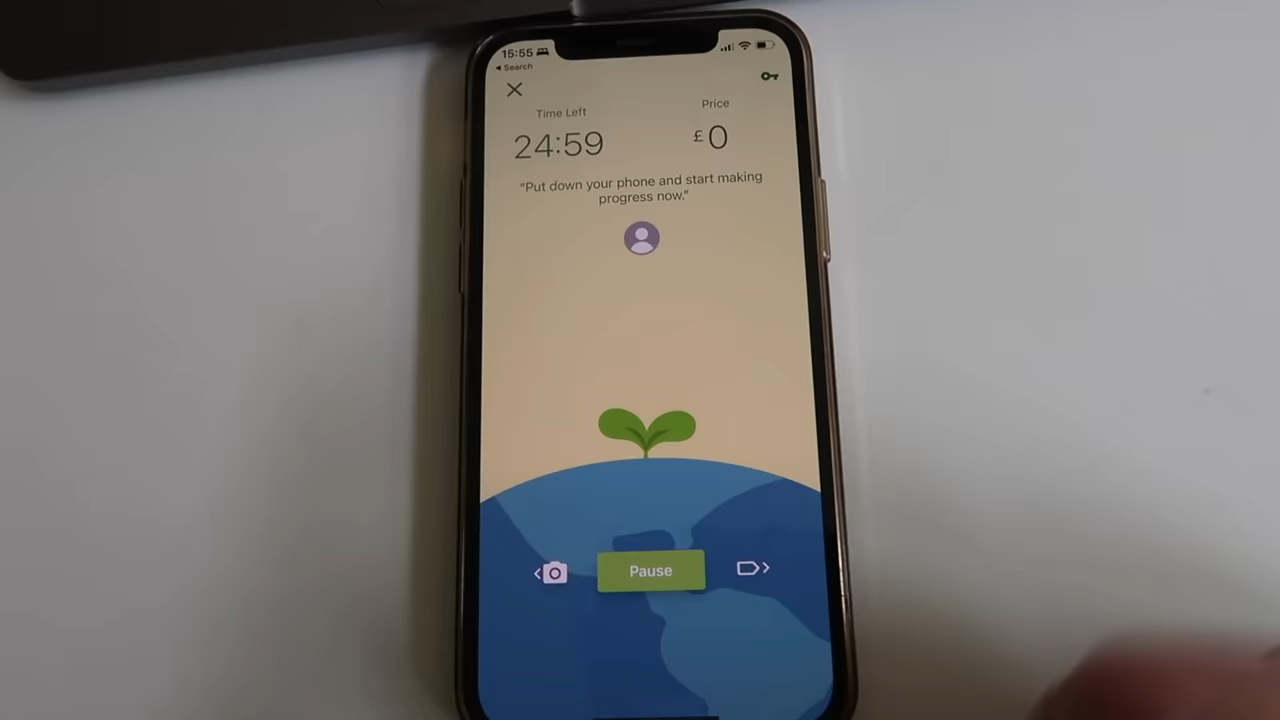 15:55
Search
Time Left
Price
24:59
£0
“Put down your phone and start making
progress now.”
Pause